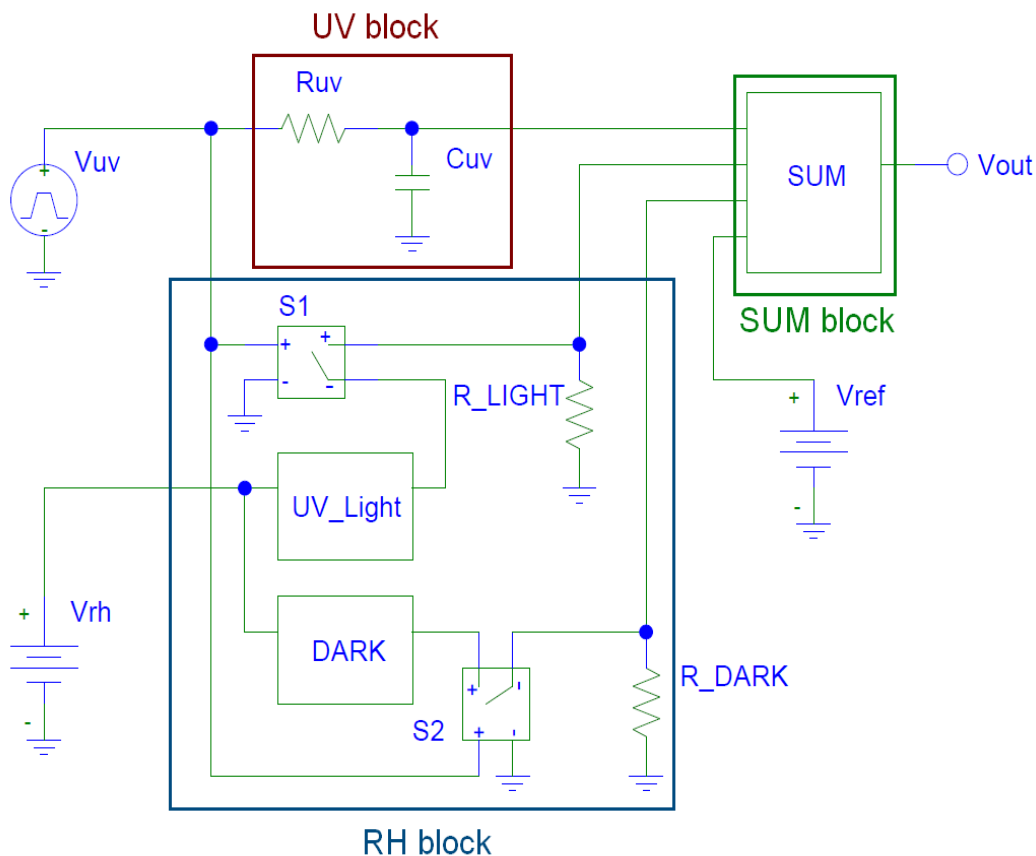 UV block
Ruv
Cuv
Vuv
+
-
SUM
Vout
SUM block
S1
+
+
-
-
R_LIGHT
+
Vref
-
UV_Light
+
Vrh
-
DARK
+
-
S2
+
-
R_DARK
RH block